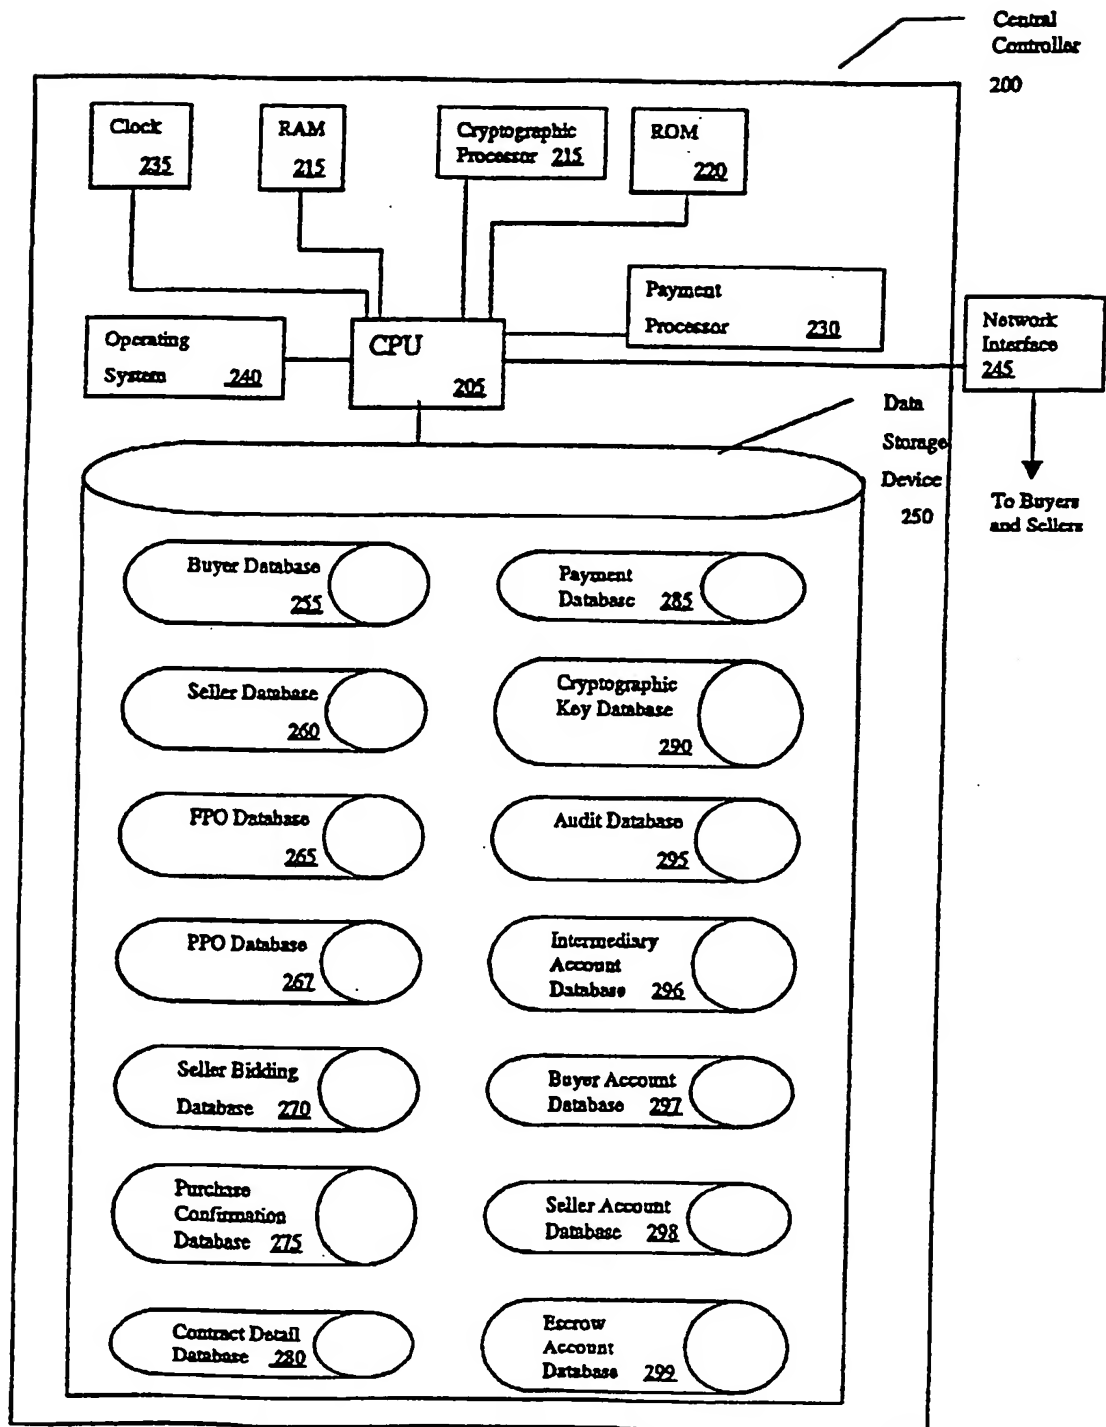 Central
Controller
200
Clock
235
RAM
215
Cryptographic
Processor 215
ROM
220
Payment
Processor 230
Operating
System 240
CPU
205
Network
Interface
245
Data
Storage
Device
250
To Buyers
and Sellers
Buyer Database
255
Payment
Database 285
Seller Database
260
Cryptographic
Key Database
290
FPO Database
265
Audit Database
295
PPO Database
267
Intermediary
Account
Database 296
Seller Bidding
Database 270
Buyer Account
Database 297
Purchase
Confirmation
Database 275
Seller Account
Database 298
Contract Detail
Database 280
Escrow
Account
Database 299